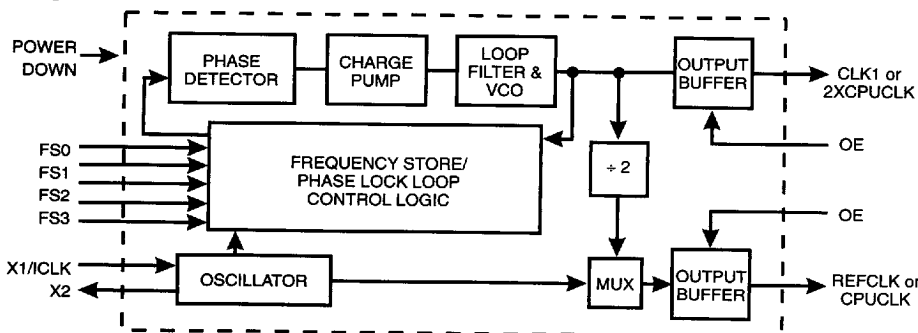 POWER
DOWN
PHASE
DETECTOR
CHARGE
PUMP
LOOP
FILTER &
VCO
OUTPUT
BUFFER
CLK1 or
2XCPUCLK
OE
FS0
FS1
FS2
FS3
FREQUENCY STORE/
PHASE LOCK LOOP
CONTROL LOGIC
÷ 2
OE
X1/ICLK
X2
OSCILLATOR
MUX
OUTPUT
BUFFER
REFCLK or
CPUCLK